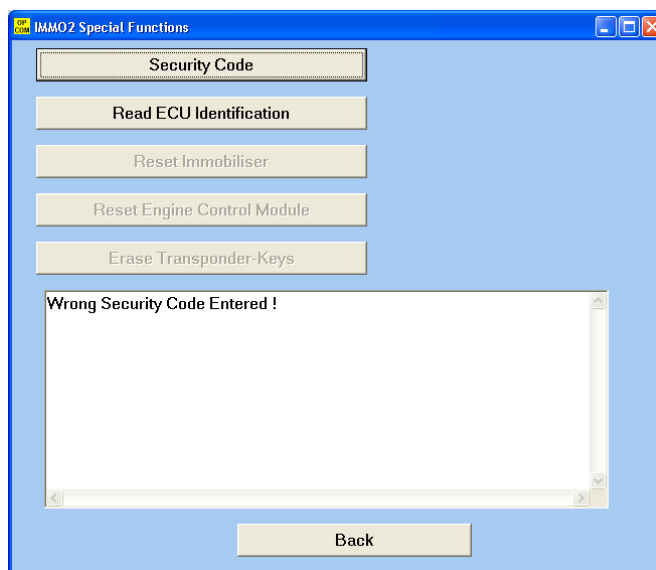 OP
COM
IMMO2 Special Functions
Security Code
Read ECU Identification
Reset Immobiliser
Reset Engine Control Module
Erase Transponder-Keys
Wrong Security Code Entered !
Back